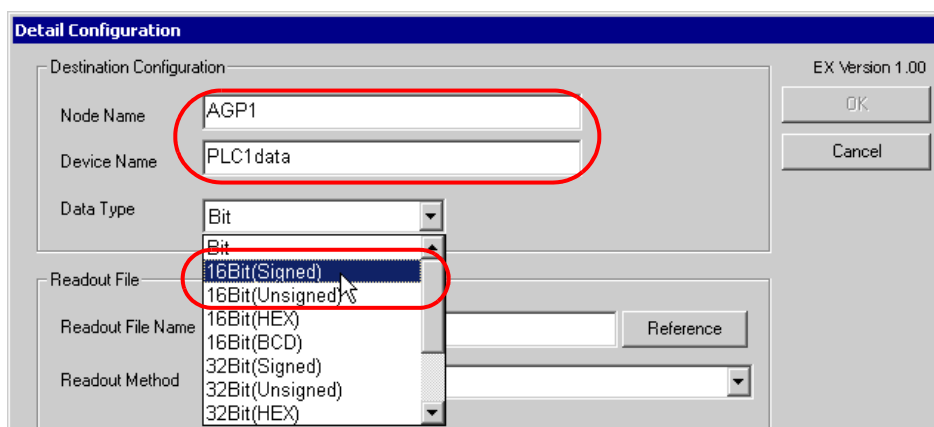 Detail Configuration
Destination Configuration
EX Version 1.00
Node Name
AGP1
OK
Device Name
PLC1data
Cancel
Data Type
Bit
Bit
16Bit(Signed)
Readout File
16Bit(Unsigned)
16Bit(HEX)
Readout File Name
Reference
16Bit(BCD)
32Bit(Signed)
Readout Method
32Bit(Unsigned)
32Bit(HEX)